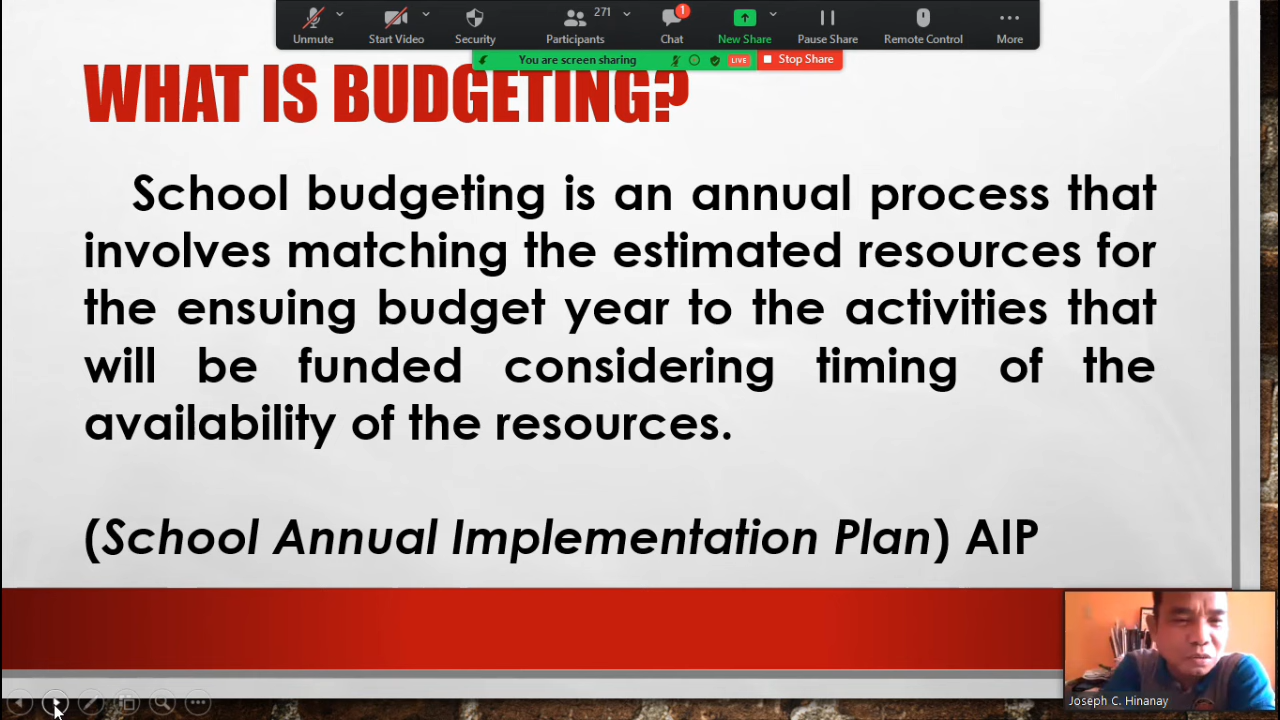 271
1
Unmute
Start Video
Security
Participants
Chat
New Share
Pause Share
Remote Control
More
You are screen sharing
LIVE
Stop Share
WHAT IS BUDGETING?
School budgeting is an annual process that
involves matching the estimated resources for
the ensuing budget year to the activities that
will be funded considering timing of the
availability of the resources.
(School Annual Implementation Plan) AIP
Joseph C. Hinanay